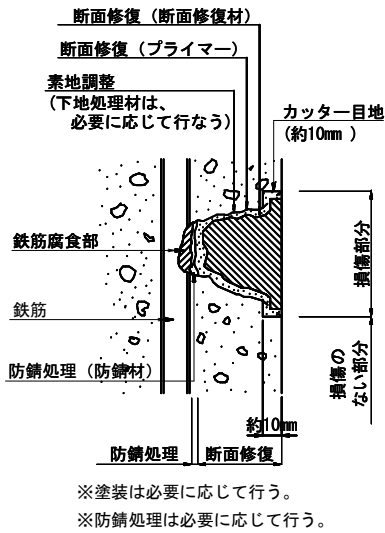 断面修復（断面修復材）
断面修復（プライマー）
素地調整
（下地処理材は、
必要に応じて行なう）
カッター目地
（約10mm ）
鉄筋腐食部
鉄筋
防錆処理（防錆材）
損傷部分
損傷の
ない部分
約10mm
防錆処理
断面修復
※塗装は必要に応じて行う。
※防錆処理は必要に応じて行う。